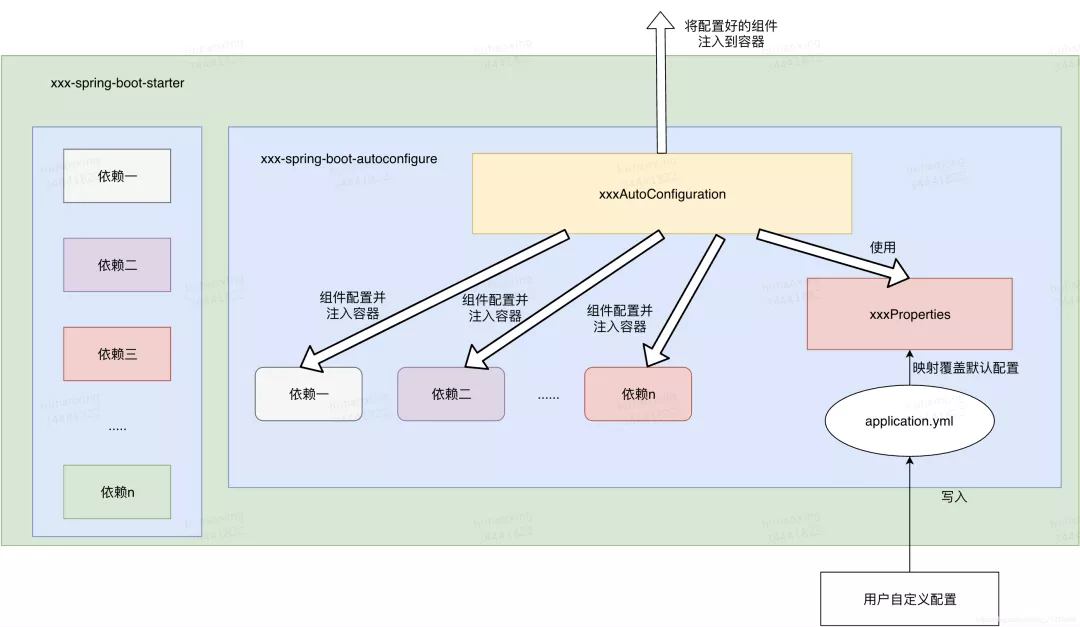 将配置好的组件
注入到容器
xxx-spring-boot-starter
依赖一
依赖二
依赖三
.....
依赖n
xxx-spring-boot-autoconfigure
xxxAutoConfiguration
使用
组件配置并
注入容器
组件配置并
注入容器
组件配置并
注入容器
xxxProperties
映射覆盖默认配置
依赖一
依赖二
......
依赖n
application.yml
写入
用户自定义配置